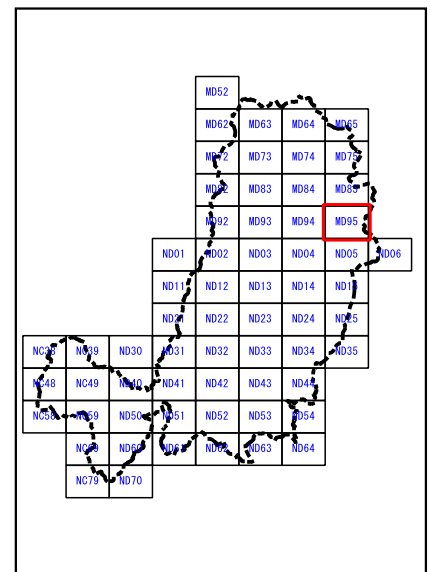 MD52
MD62 MD63 MD64 MD65
MD72 MD73 MD74 MD75
MD82 MD83 MD84 MD85
MD92 MD93 MD94 MD95
ND01 ND02 ND03 ND04 ND05 ND06
ND11 ND12 ND13 ND14 ND15
ND21 ND22 ND23 ND24 ND25
NC38 NC39 ND30 ND31 ND32 ND33 ND34 ND35
NC48 NC49 ND40 ND41 ND42 ND43 ND44
NC58 NC59 ND50 ND51 ND52 ND53 ND54
NC69 ND60 ND61 ND62 ND63 ND64
NC79 ND70